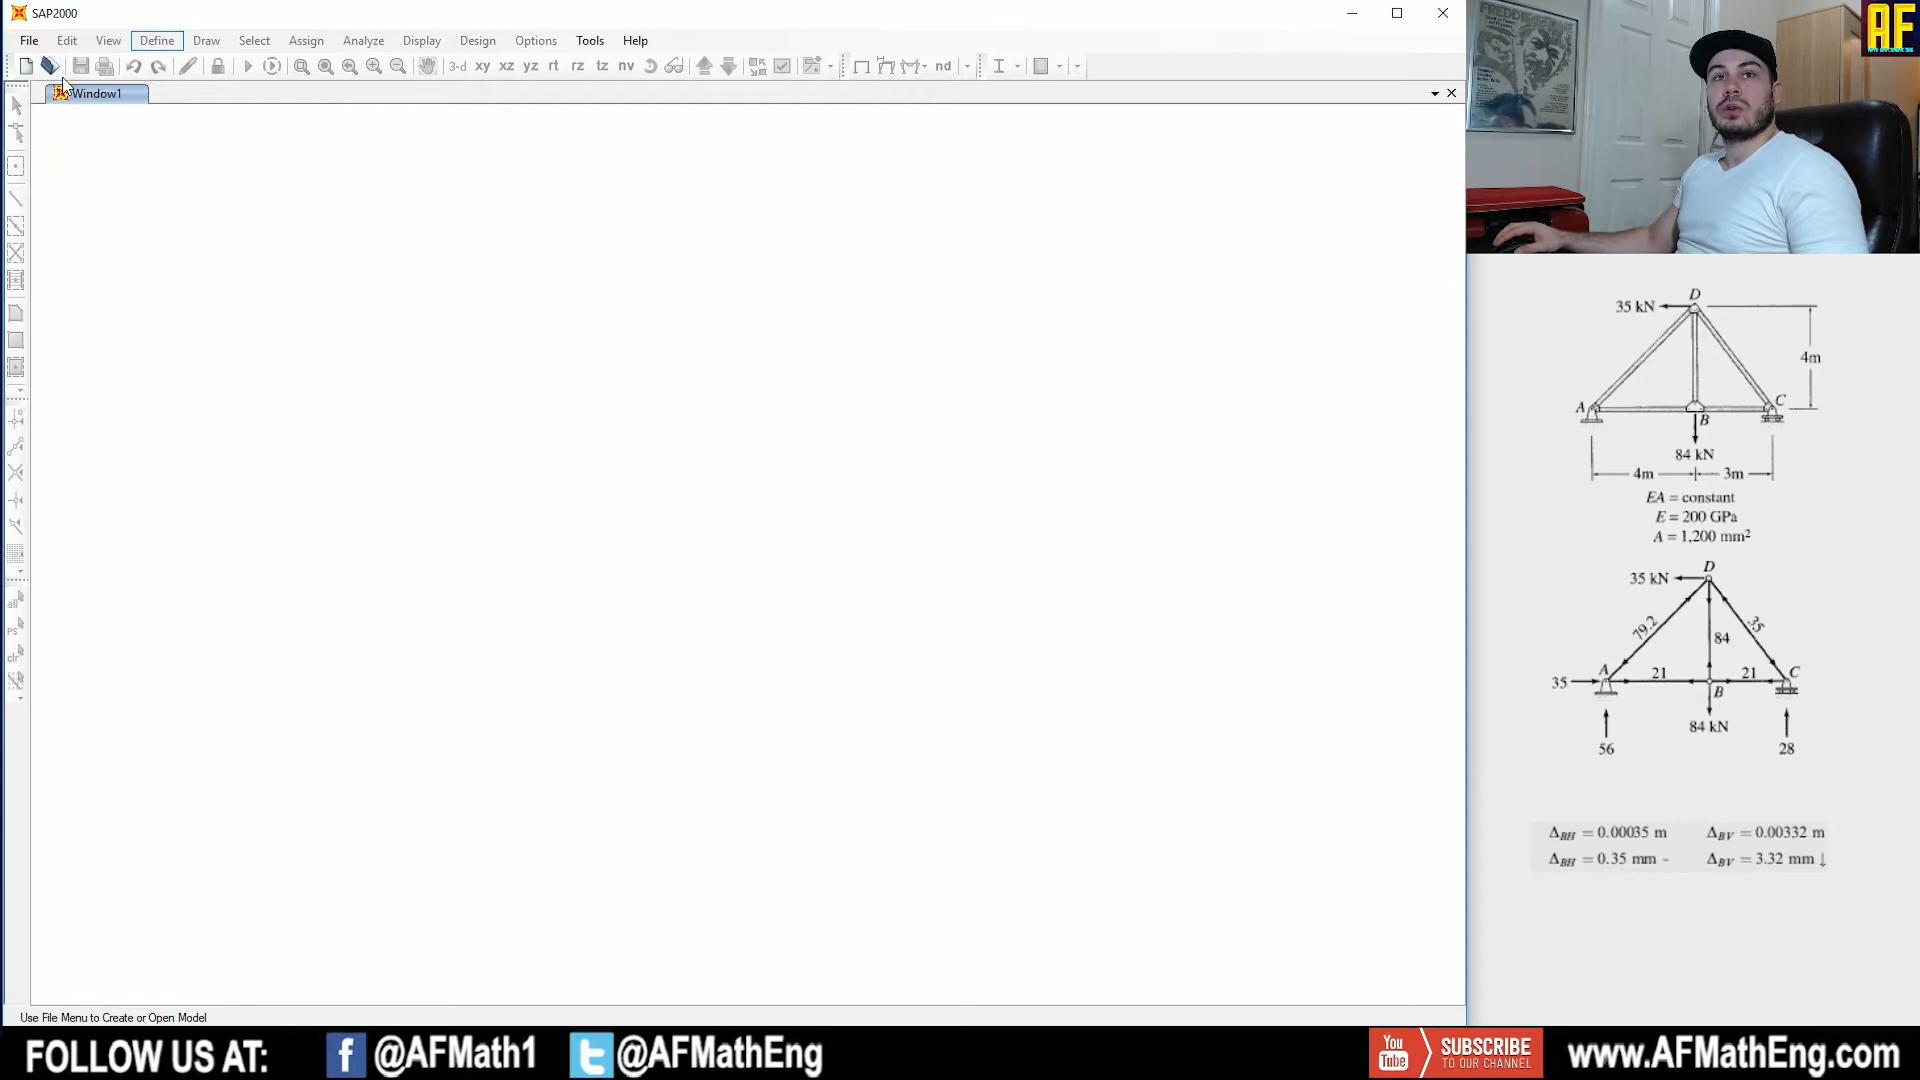 SAP2000
File Edit View Define Draw Select Assign Analyze Display Design Options Tools Help
3-d xy xz yz rt rz tz nv nd
Window1
all
ps
clr
Use File Menu to Create or Open Model
AF
35 kN
D
4m
A
C
B
84 kN
4m 3m
EA = constant
E = 200 GPa
A = 1,200 mm²
D
35 kN
79.2
35
84
A
C
35
21
21
B
84 kN
56
28
Δ_BH = 0.00035 m Δ_BV = 0.00332 m
Δ_BH = 0.35 mm - Δ_BV = 3.32 mm ↓
FOLLOW US AT: f @AFMath1 @AFMathEng You Tube SUBSCRIBE TO OUR CHANNEL www.AFMathEng.com